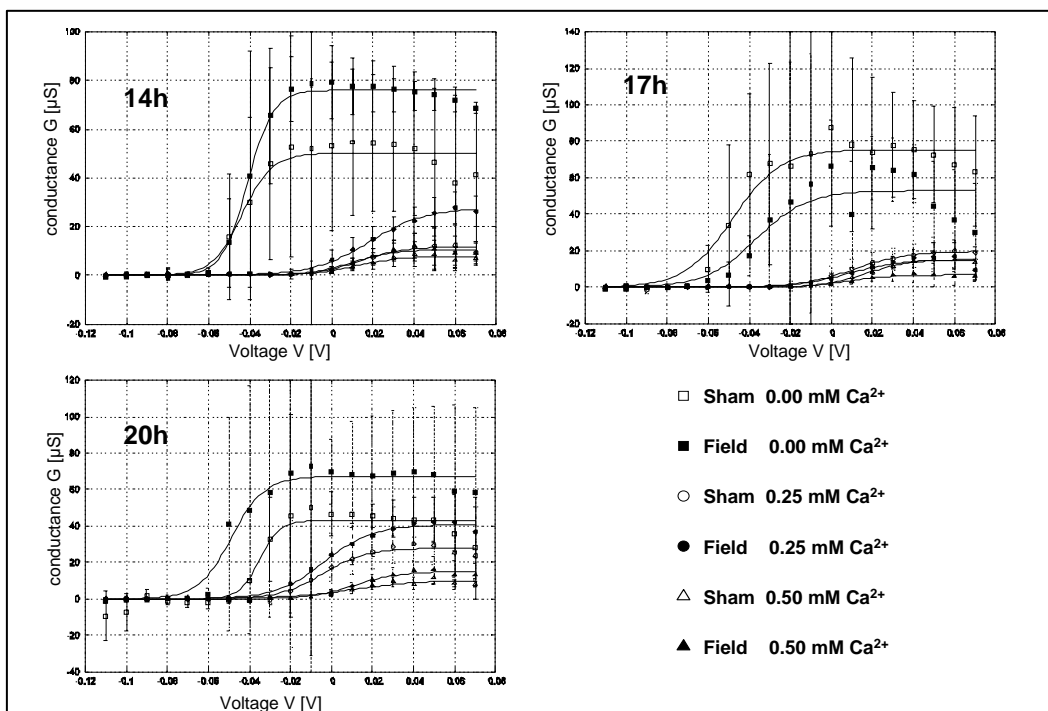 14h
conductance G [µS]
100
80
60
40
20
0
-20
-0.12 -0.1 -0.08 -0.06 -0.04 -0.02 0 0.02 0.04 0.06 0.08
Voltage V [V]
17h
conductance G [µS]
140
120
100
80
60
40
20
0
-20
-0.12 -0.1 -0.08 -0.06 -0.04 -0.02 0 0.02 0.04 0.06 0.08
Voltage V [V]
20h
conductance G [µS]
120
100
80
60
40
20
0
-20
-40
-0.12 -0.1 -0.08 -0.06 -0.04 -0.02 0 0.02 0.04 0.06 0.08
Voltage V [V]
Sham 0.00 mM Ca²⁺
Field 0.00 mM Ca²⁺
Sham 0.25 mM Ca²⁺
Field 0.25 mM Ca²⁺
Sham 0.50 mM Ca²⁺
Field 0.50 mM Ca²⁺